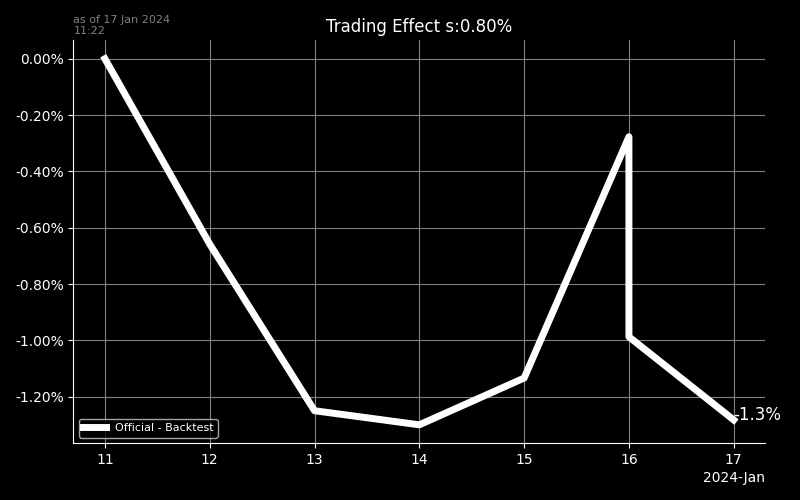 as of 17 Jan 2024
11:22
Trading Effect s:0.80%
0.00%
-0.20%
-0.40%
-0.60%
-0.80%
-1.00%
-1.20%
-1.3%
Official - Backtest
11 12 13 14 15 16 17
2024-Jan